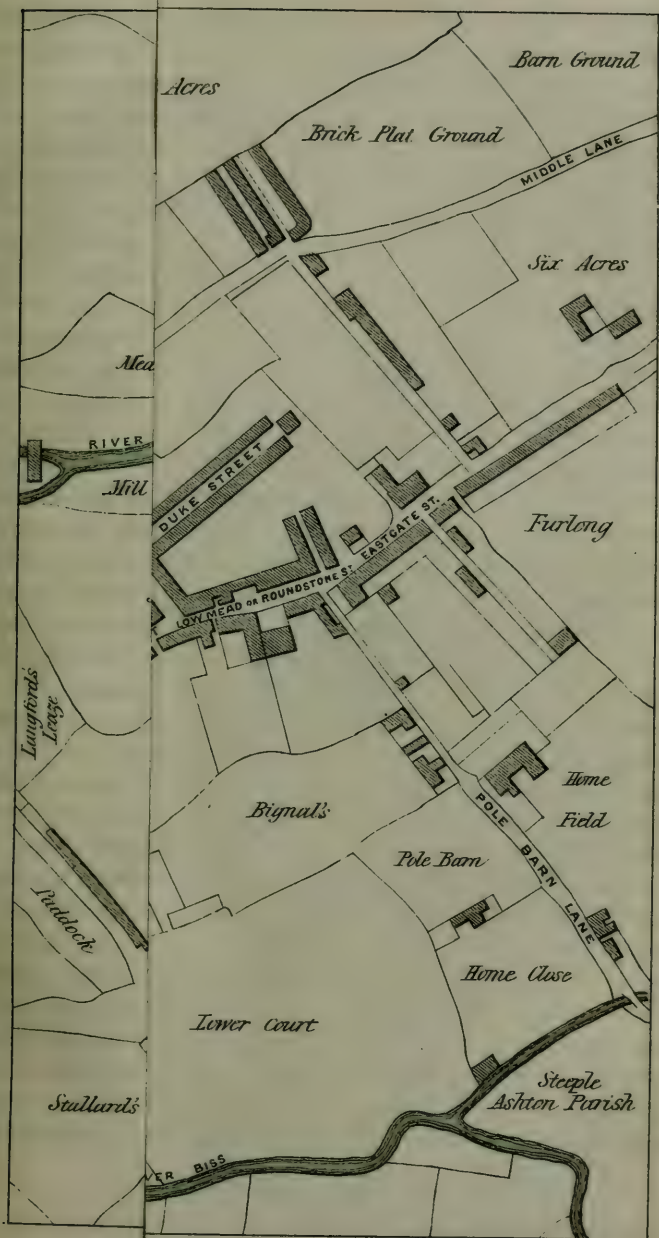 Barn Ground
Acres
Brick Plat Ground
MIDDLE LANE
Six Acres
Mea
RIVER
Mill
DUKE STREET
EASTGATE ST.
Furlong
LOW MEAD OR ROUNDSTONE ST.
Langford's
Leaze
Home
Field
Bignal's
POLE BARN LANE
Pole Barn
Paddock
Home Close
Lower Court
Steeple
Ashton Parish
Stallard's
VER BISS